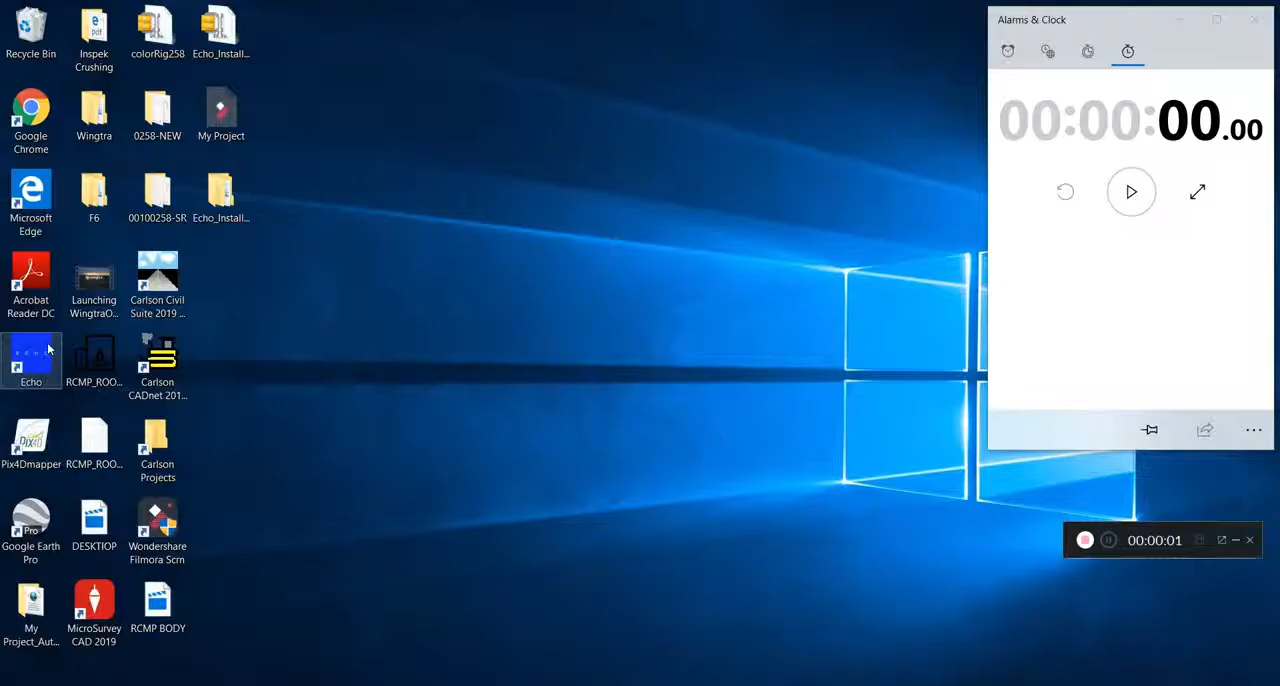 Recycle Bin
Inspek
Crushing
colorRig258
Echo_Install...
Google
Chrome
Wingtra
0258-NEW
My Project
Microsoft
Edge
F6
00100258-SR
Echo_Install...
Acrobat
Reader DC
Launching
WingtraO...
Carlson Civil
Suite 2019 ...
Echo
RCMP_ROO...
Carlson
CADnet 201...
Pix4Dmapper
RCMP_ROO...
Carlson
Projects
Google Earth
Pro
DESKTIOP
Wondershare
Filmora Scrn
My
Project_Aut...
MicroSurvey
CAD 2019
RCMP BODY
Alarms & Clock
00:00:00.00
00:00:01